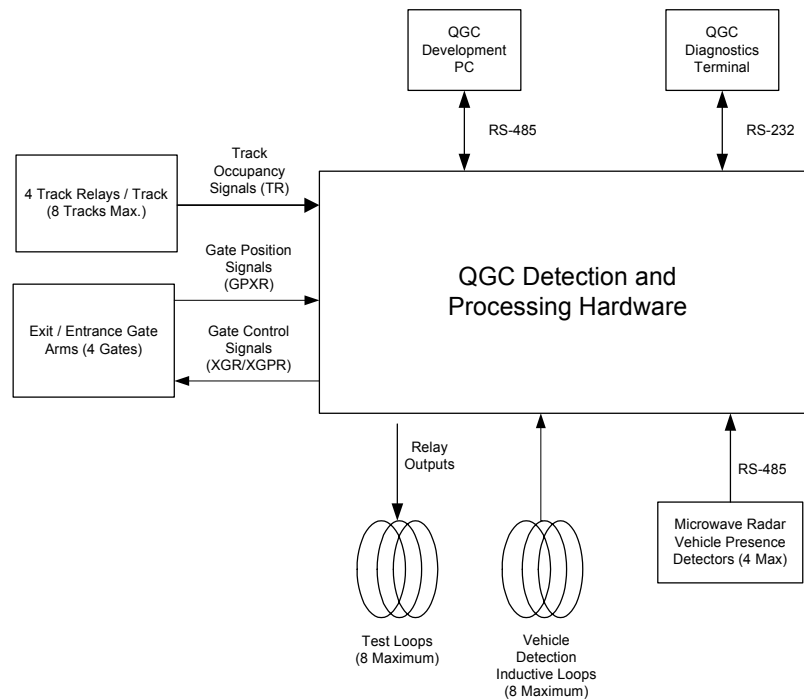 QGC
Development
PC
QGC
Diagnostics
Terminal
RS-485
RS-232
Track
Occupancy
Signals (TR)
4 Track Relays / Track
(8 Tracks Max.)
Gate Position
Signals
(GPXR)
QGC Detection and
Processing Hardware
Exit / Entrance Gate
Arms (4 Gates)
Gate Control
Signals
(XGR/XGPR)
Relay
Outputs
RS-485
Microwave Radar
Vehicle Presence
Detectors (4 Max)
Test Loops
(8 Maximum)
Vehicle
Detection
Inductive Loops
(8 Maximum)